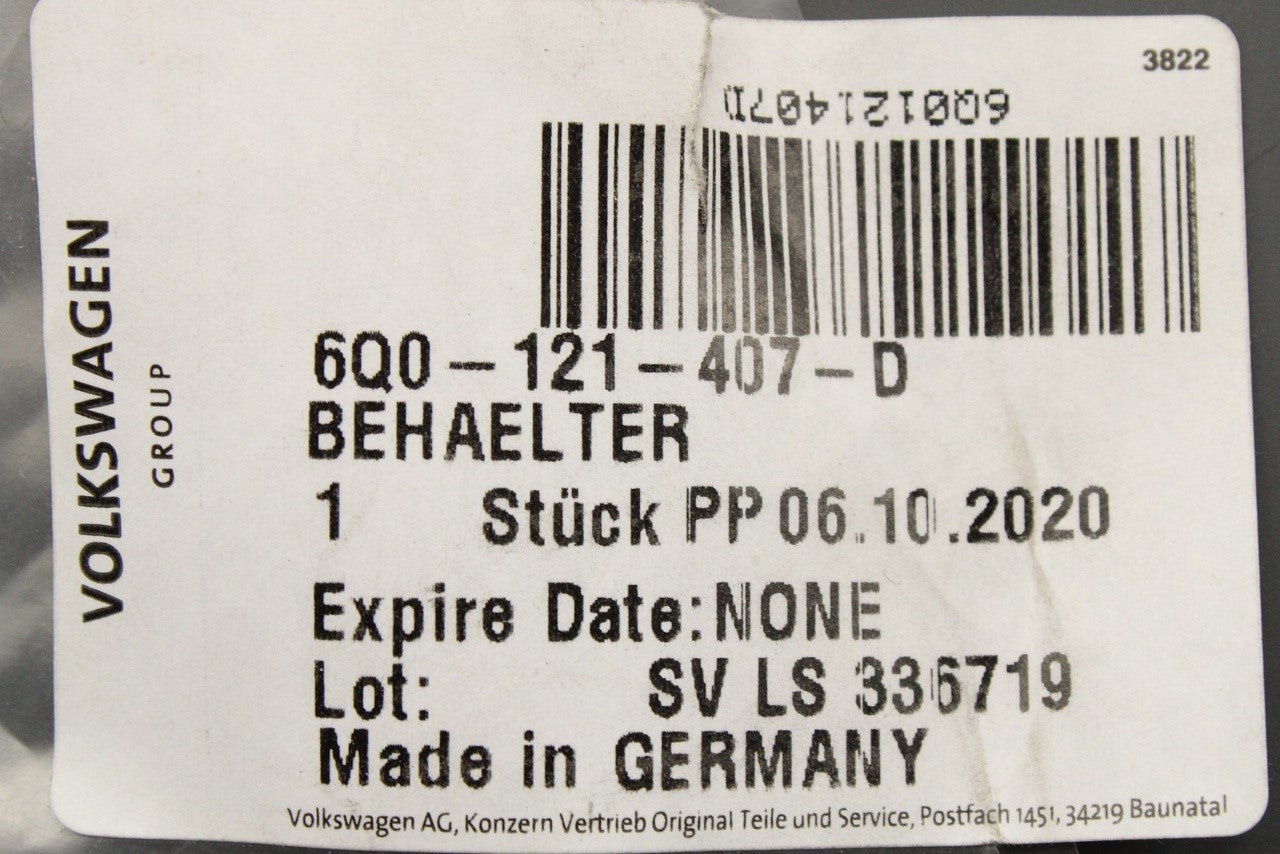 3822
6Q0121407D
VOLKSWAGEN
GROUP
6Q0-121-407-D
BEHAELTER
1 Stück PP 06.10.2020
Expire Date:NONE
Lot: SV LS 336719
Made in GERMANY
Volkswagen AG, Konzern Vertrieb Original Teile und Service, Postfach 1451, 34219 Baunatal